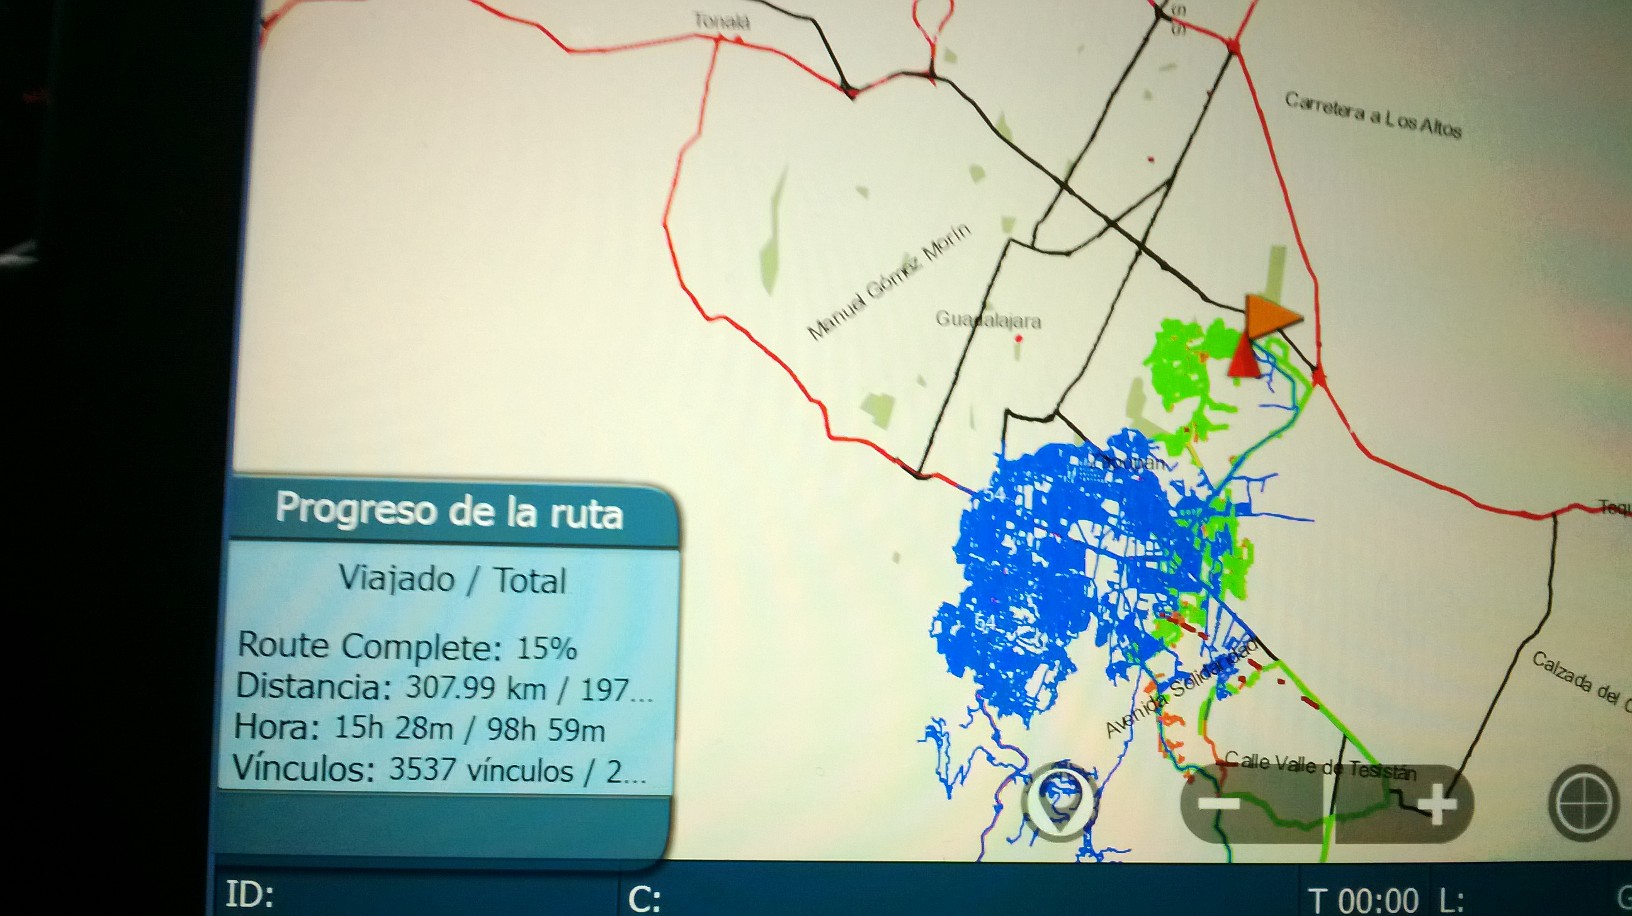 Tonalá
Carretera a Los Altos
Manuel Gómez Morín
Guadalajara
54
54
Avenida Solidaridad
Calle Valle de Tesistán
Progreso de la ruta
Viajado / Total
Route Complete: 15%
Distancia: 307.99 km / 197...
Hora: 15h 28m / 98h 59m
Vínculos: 3537 vínculos / 2...
Calzada del
ID:
C:
T 00:00
L: